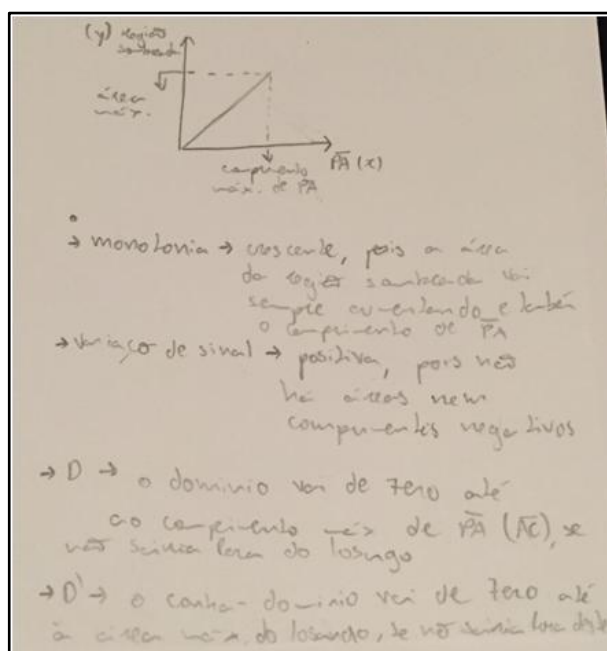 (y) região
sombreada
área
máx.
PA (x)
comprimento
máx. de PA
→ monotonia → crescente, pois a área
da região sombreada vai
sempre aumentando e também
o comprimento de PA
→ variaço de sinal → positiva, pois não
há áreas nem
comprimentos negativos
→ D → o domínio vai de zero até
ao comprimento máx de PA (AC), se
não sairia fora do losango
→ D' → o contra-domínio vai de zero até
à área máx. do losango, se não sairia fora deste